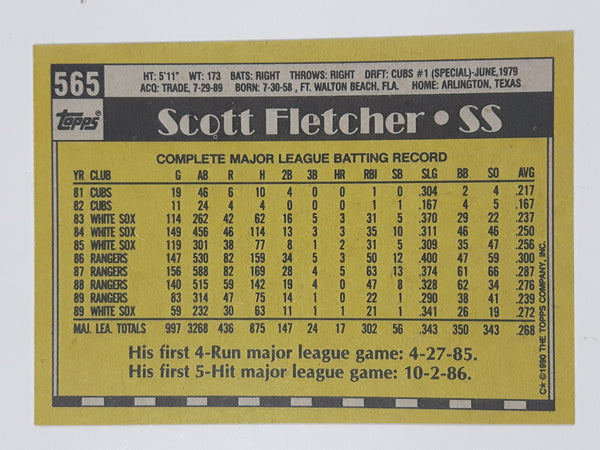 565
HT: 5'11" WT: 173 BATS: RIGHT THROWS: RIGHT DRFT: CUBS #1 (SPECIAL)-JUNE, 1979
ACQ: TRADE, 7-29-89 BORN: 7-30-58, FT. WALTON BEACH, FLA. HOME: ARLINGTON, TEXAS
Topps
Scott Fletcher • SS
COMPLETE MAJOR LEAGUE BATTING RECORD
YR CLUB G AB R H 2B 3B HR RBI SB SLG BB SO AVG
81 CUBS 19 46 6 10 4 0 0 1 0 .304 2 4 .217
82 CUBS 11 24 4 4 0 0 0 1 1 .167 4 5 .167
83 WHITE SOX 114 262 42 62 16 5 3 31 5 .370 29 22 .237
84 WHITE SOX 149 456 46 114 13 3 3 35 10 .311 46 46 .250
85 WHITE SOX 119 301 38 77 8 1 2 31 5 .309 35 47 .256
86 RANGERS 147 530 82 159 34 5 3 50 12 .400 47 59 .300
87 RANGERS 156 588 82 169 28 4 5 63 13 .374 61 66 .287
88 RANGERS 140 515 59 142 19 4 0 47 8 .328 62 34 .276
89 RANGERS 83 314 47 75 14 1 0 22 1 .290 38 41 .239
89 WHITE SOX 59 232 30 63 11 1 1 21 1 .341 26 19 .272
MAJ. LEA. TOTALS 997 3268 436 875 147 24 17 302 56 .343 350 343 .268
His first 4-Run major league game: 4-27-85.
His first 5-Hit major league game: 10-2-86.
C* ©1990 THE TOPPS COMPANY, INC.